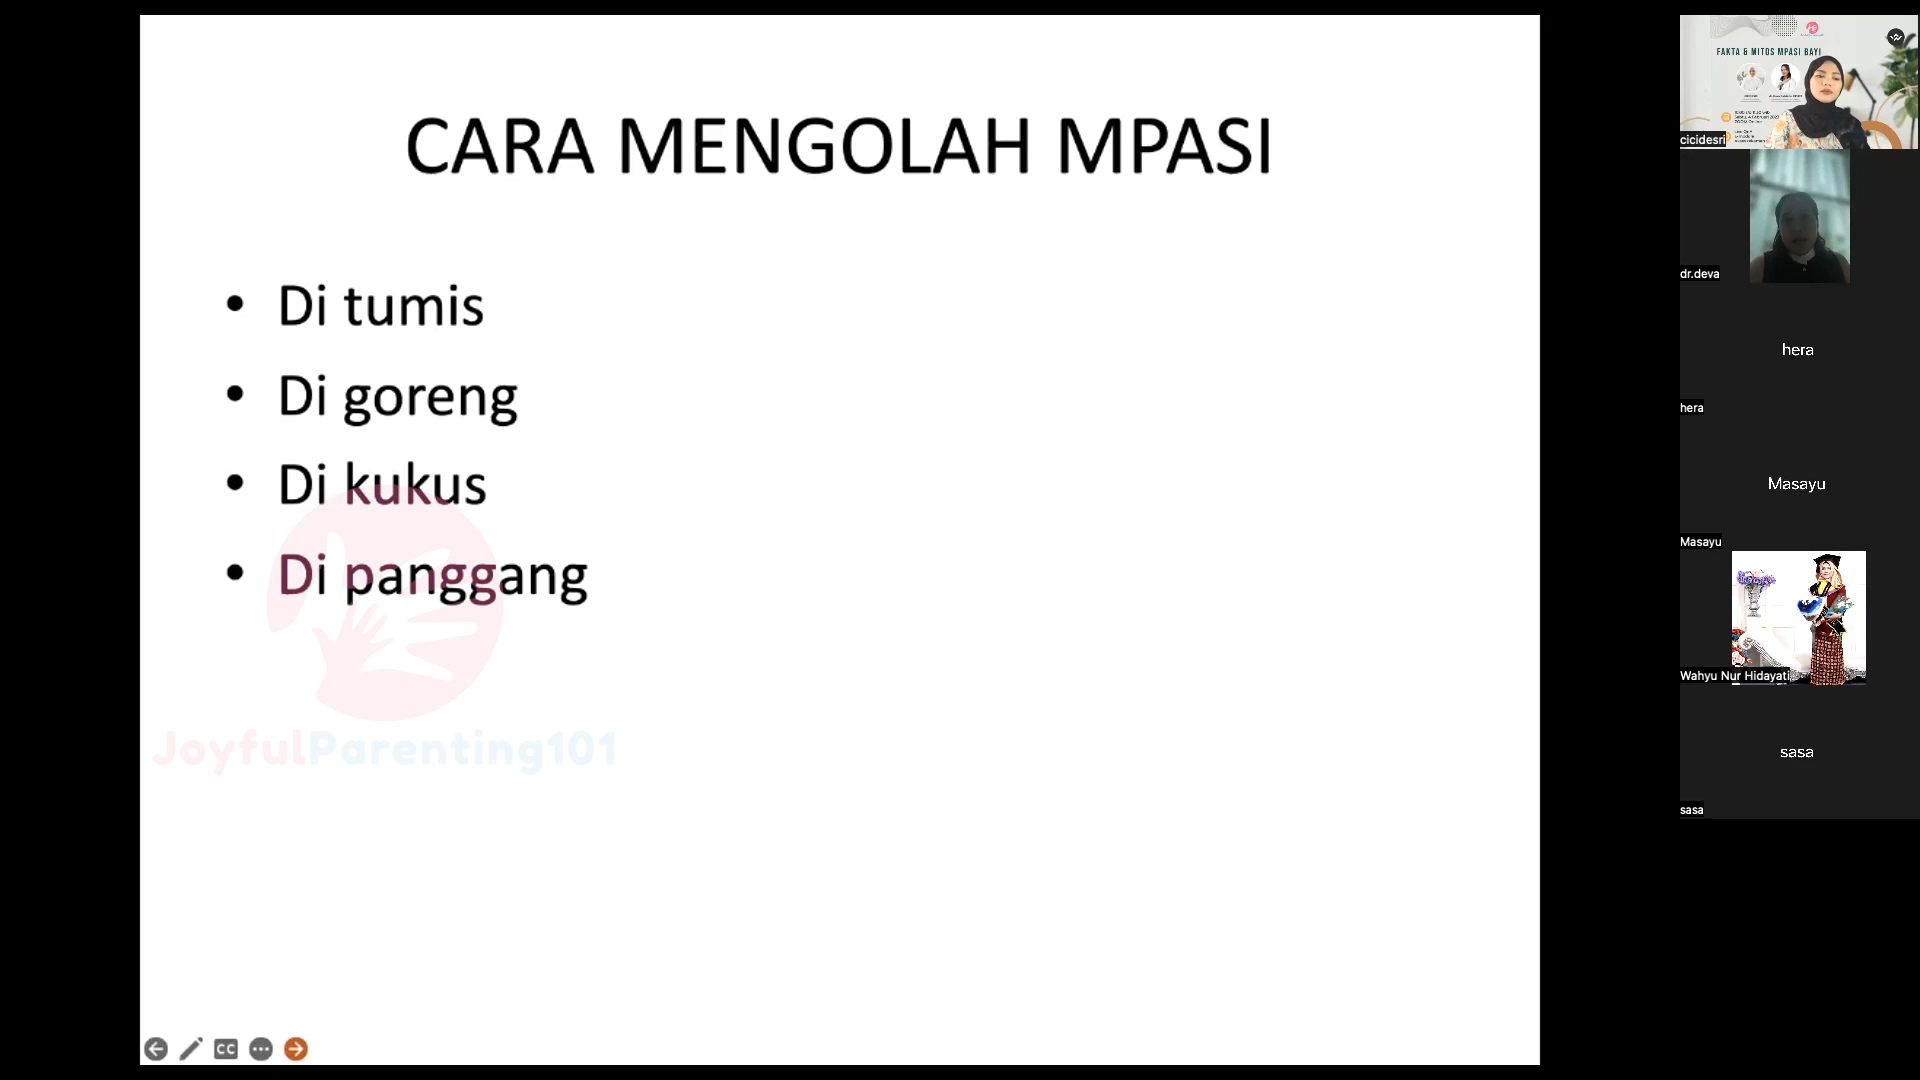 CARA MENGOLAH MPASI
• Di tumis
• Di goreng
• Di kukus
• Di panggang
JoyfulParenting101
CC
FAKTA & MITOS MPASI BAYI
cicidesri
dr.deva
hera
hera
Masayu
Masayu
Wahyu Nur Hidayati
sasa
sasa